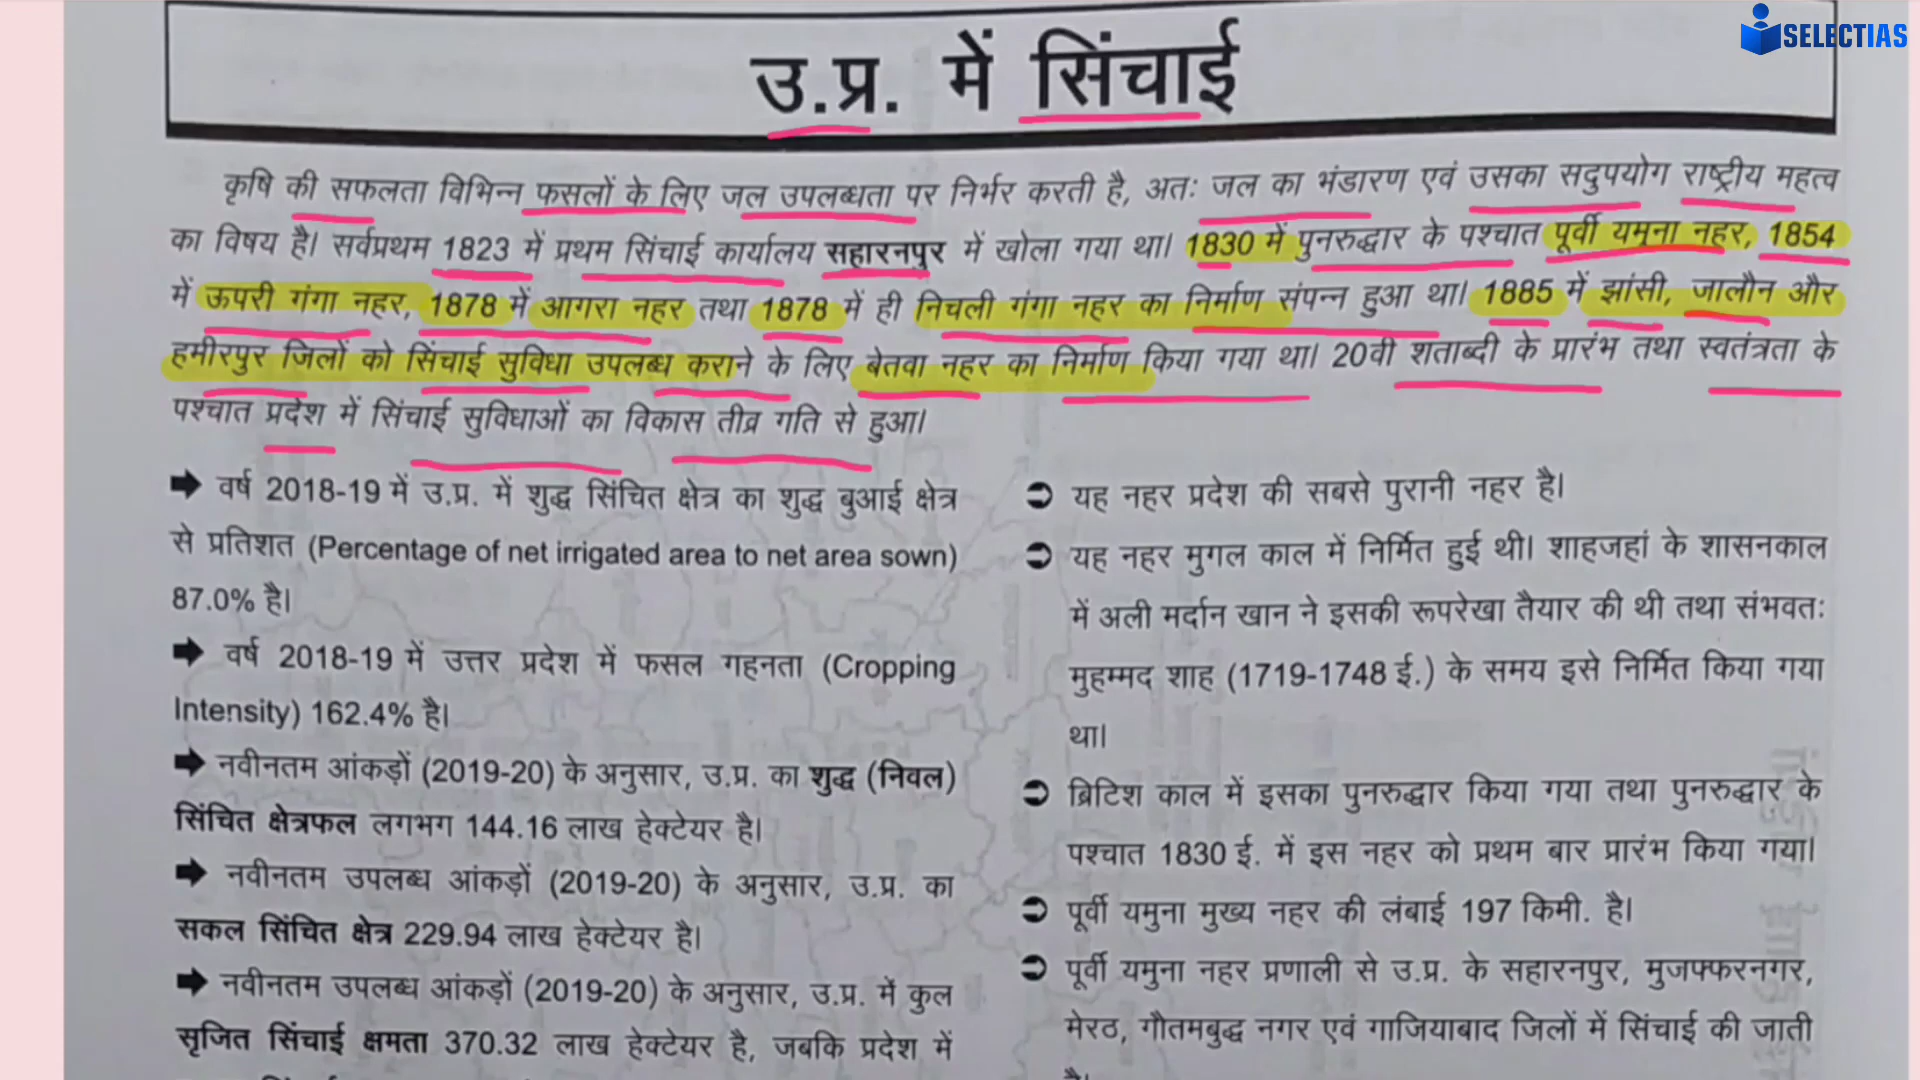 SELECTIAS
उ.प्र. में सिंचाई
कृषि की सफलता विभिन्न फसलों के लिए जल उपलब्धता पर निर्भर करती है, अतः जल का भंडारण एवं उसका सदुपयोग राष्ट्रीय महत्व
का विषय है। सर्वप्रथम 1823 में प्रथम सिंचाई कार्यालय सहारनपुर में खोला गया था। 1830 में पुनरुद्धार के पश्चात पूर्वी यमुना नहर, 1854
में ऊपरी गंगा नहर, 1878 में आगरा नहर तथा 1878 में ही निचली गंगा नहर का निर्माण संपन्न हुआ था। 1885 में झांसी, जालौन और
हमीरपुर जिलों को सिंचाई सुविधा उपलब्ध कराने के लिए बेतवा नहर का निर्माण किया गया था। 20वी शताब्दी के प्रारंभ तथा स्वतंत्रता के
पश्चात प्रदेश में सिंचाई सुविधाओं का विकास तीव्र गति से हुआ।
वर्ष 2018-19 में उ.प्र. में शुद्ध सिंचित क्षेत्र का शुद्ध बुआई क्षेत्र
से प्रतिशत (Percentage of net irrigated area to net area sown)
87.0% है।
वर्ष 2018-19 में उत्तर प्रदेश में फसल गहनता (Cropping
Intensity) 162.4% है।
नवीनतम आंकड़ों (2019-20) के अनुसार, उ.प्र. का शुद्ध (निवल)
सिंचित क्षेत्रफल लगभग 144.16 लाख हेक्टेयर है।
नवीनतम उपलब्ध आंकड़ों (2019-20) के अनुसार, उ.प्र. का
सकल सिंचित क्षेत्र 229.94 लाख हेक्टेयर है।
नवीनतम उपलब्ध आंकड़ों (2019-20) के अनुसार, उ.प्र. में कुल
सृजित सिंचाई क्षमता 370.32 लाख हेक्टेयर है, जबकि प्रदेश में
यह नहर प्रदेश की सबसे पुरानी नहर है।
यह नहर मुगल काल में निर्मित हुई थी। शाहजहां के शासनकाल
में अली मर्दान खान ने इसकी रूपरेखा तैयार की थी तथा संभवतः
मुहम्मद शाह (1719-1748 ई.) के समय इसे निर्मित किया गया
था।
ब्रिटिश काल में इसका पुनरुद्धार किया गया तथा पुनरुद्धार के
पश्चात 1830 ई. में इस नहर को प्रथम बार प्रारंभ किया गया।
पूर्वी यमुना मुख्य नहर की लंबाई 197 किमी. है।
पूर्वी यमुना नहर प्रणाली से उ.प्र. के सहारनपुर, मुजफ्फरनगर,
मेरठ, गौतमबुद्ध नगर एवं गाजियाबाद जिलों में सिंचाई की जाती